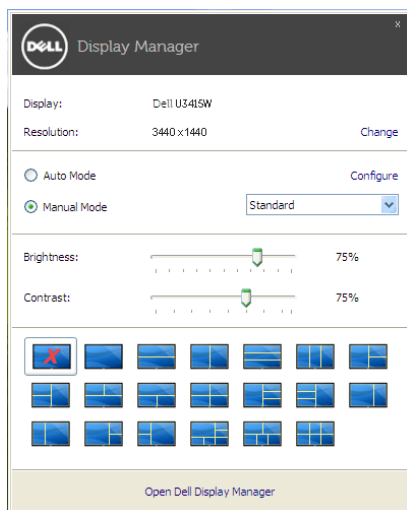 x
DELL Display Manager
Display: Dell U3415W
Resolution: 3440 x 1440 Change
Auto Mode Configure
Manual Mode Standard
Brightness: 75%
Contrast: 75%
Open Dell Display Manager